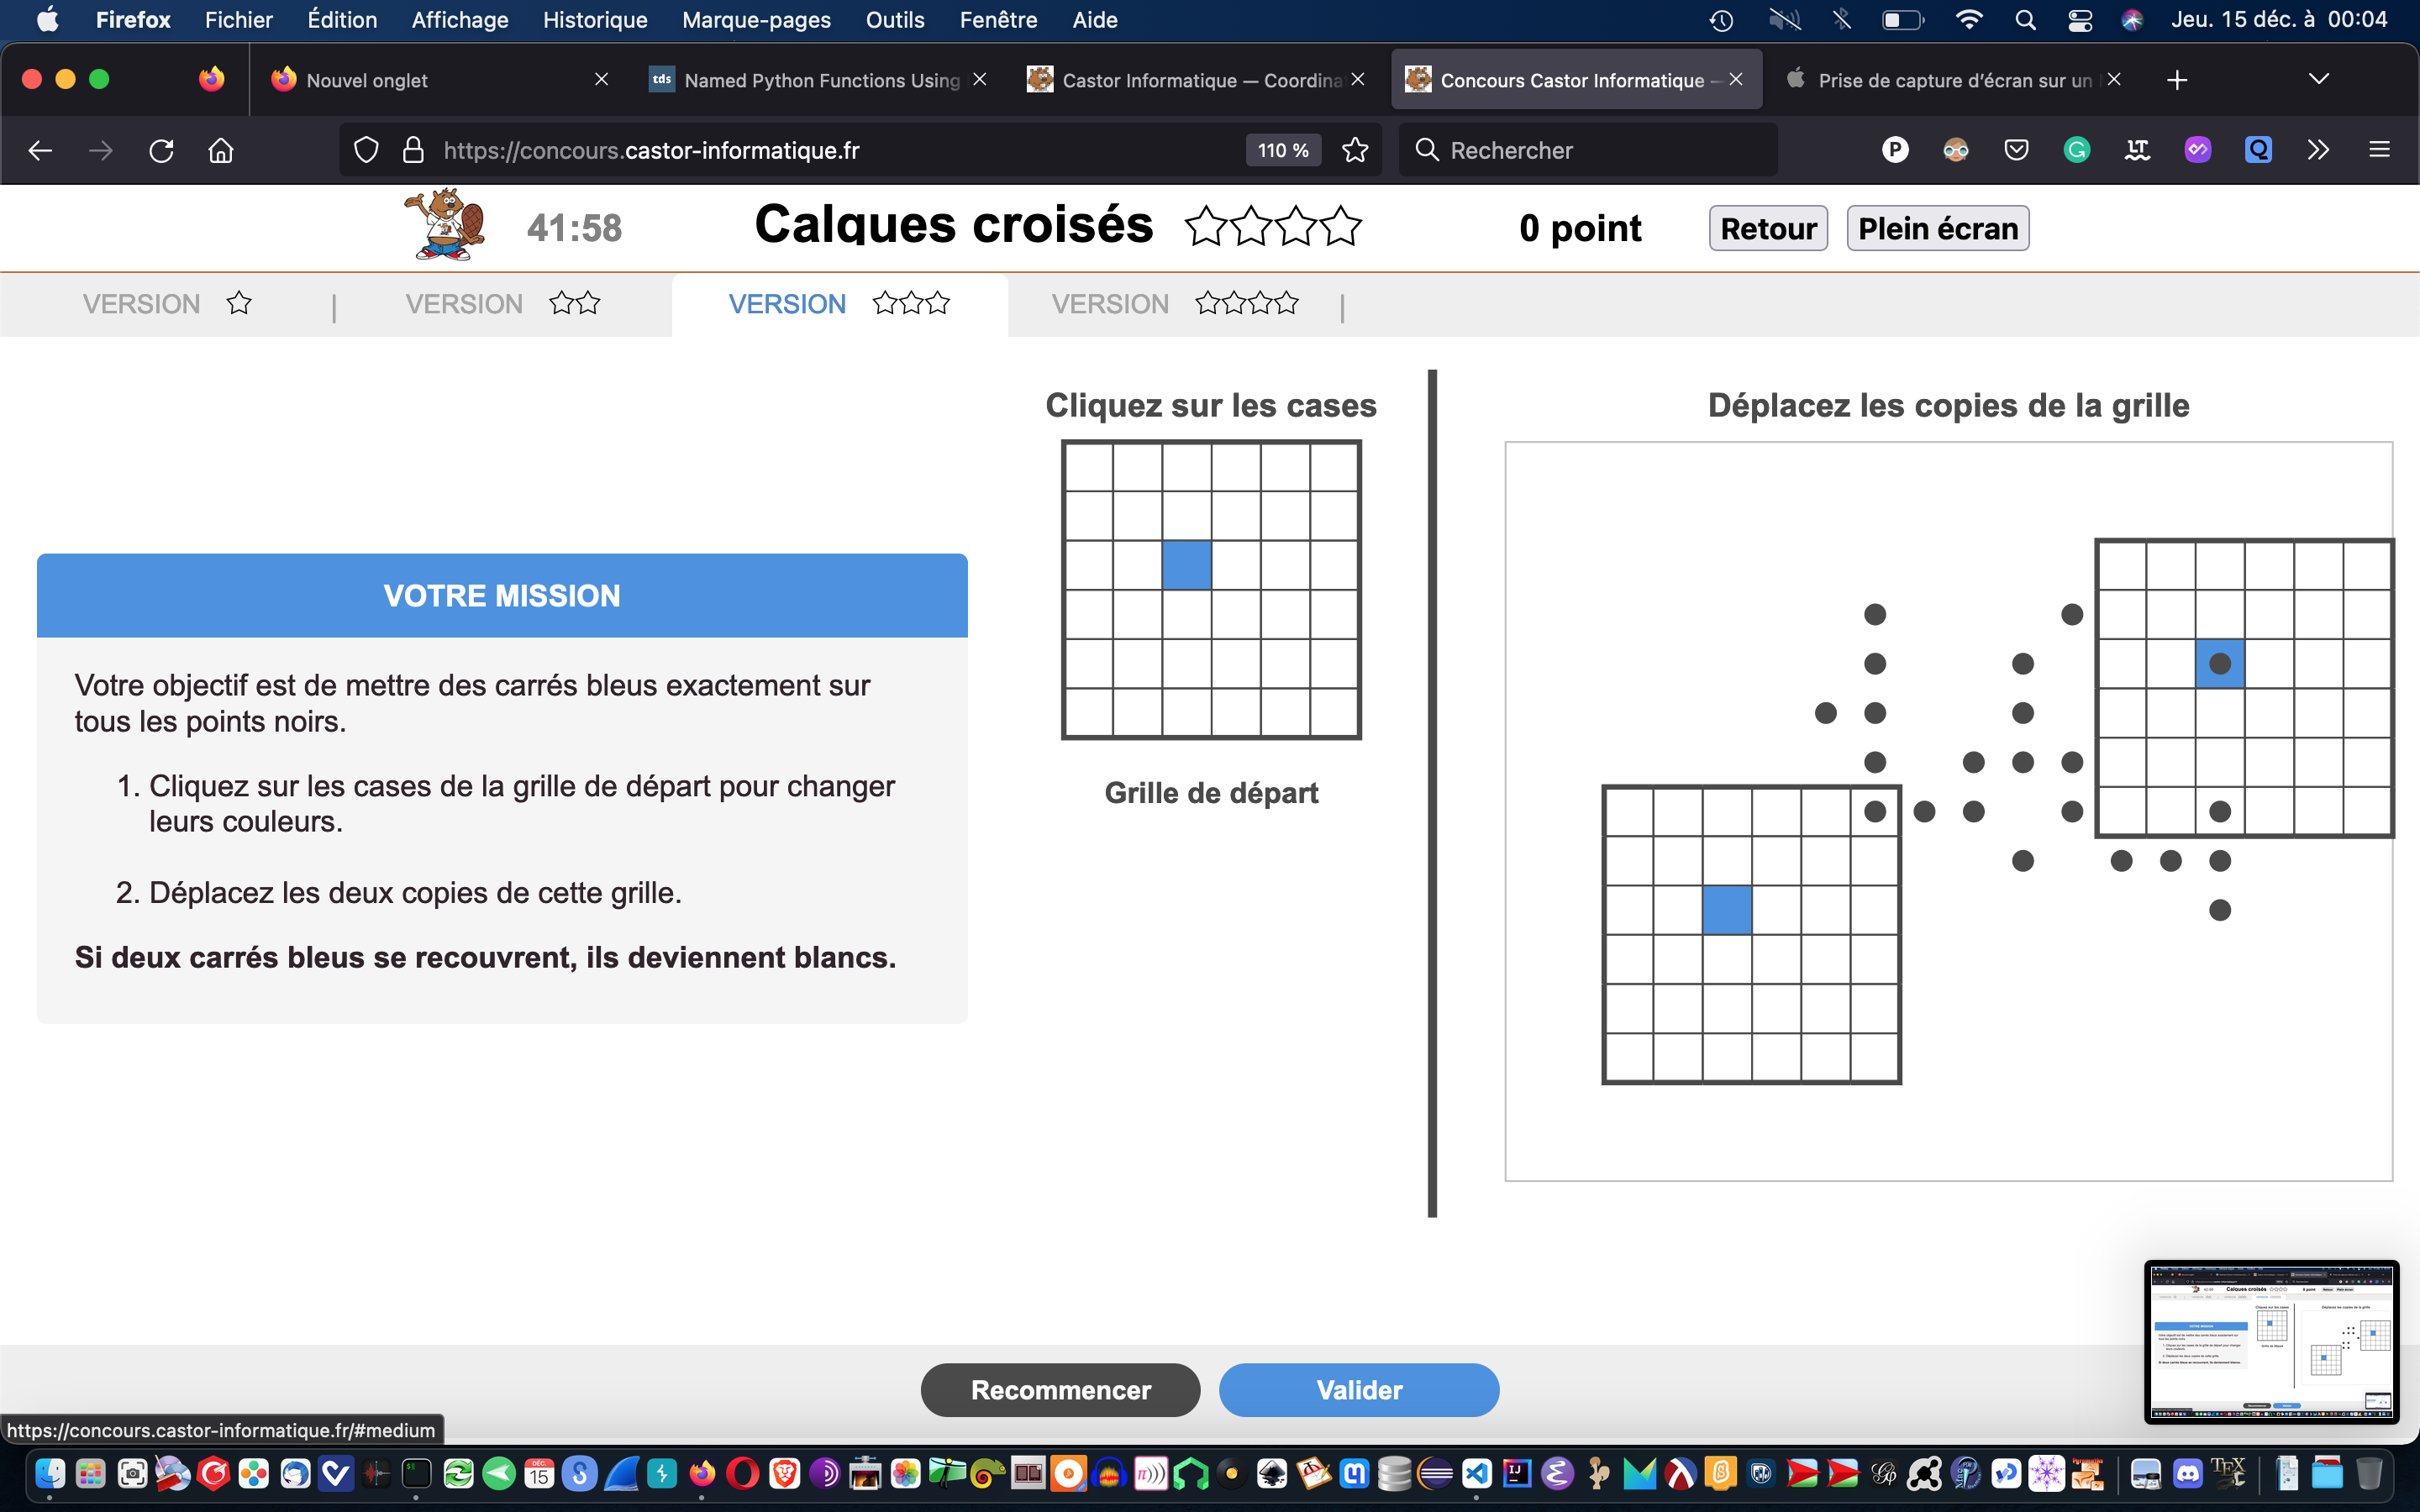 Firefox Fichier Édition Affichage Historique Marque-pages Outils Fenêtre Aide Jeu. 15 déc. à 00:04
Nouvel onglet tds Named Python Functions Using Castor Informatique — Coordina Concours Castor Informatique – Prise de capture d'écran sur un
https://concours.castor-informatique.fr 110 % Rechercher
41:58 Calques croisés 0 point Retour Plein écran
VERSION | VERSION VERSION VERSION |
Cliquez sur les cases
Déplacez les copies de la grille
VOTRE MISSION
Votre objectif est de mettre des carrés bleus exactement sur
tous les points noirs.
1. Cliquez sur les cases de la grille de départ pour changer
leurs couleurs.
2. Déplacez les deux copies de cette grille.
Si deux carrés bleus se recouvrent, ils deviennent blancs.
Grille de départ
Recommencer Valider
https://concours.castor-informatique.fr/#medium